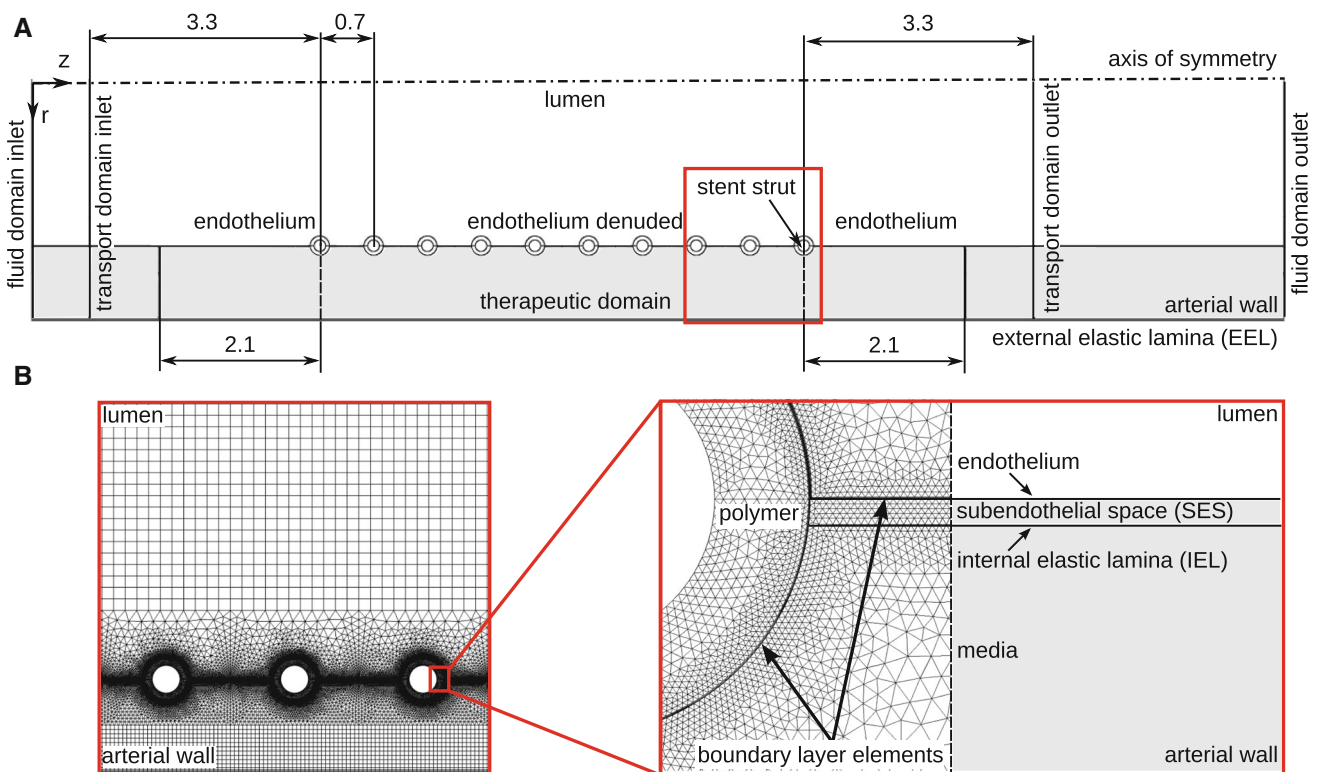 A
3.3
0.7
3.3
z
axis of symmetry
r
lumen
fluid domain inlet
transport domain inlet
transport domain outlet
fluid domain outlet
stent strut
endothelium
endothelium denuded
endothelium
therapeutic domain
arterial wall
external elastic lamina (EEL)
2.1
2.1
B
lumen
arterial wall
lumen
endothelium
polymer
subendothelial space (SES)
internal elastic lamina (IEL)
media
boundary layer elements
arterial wall